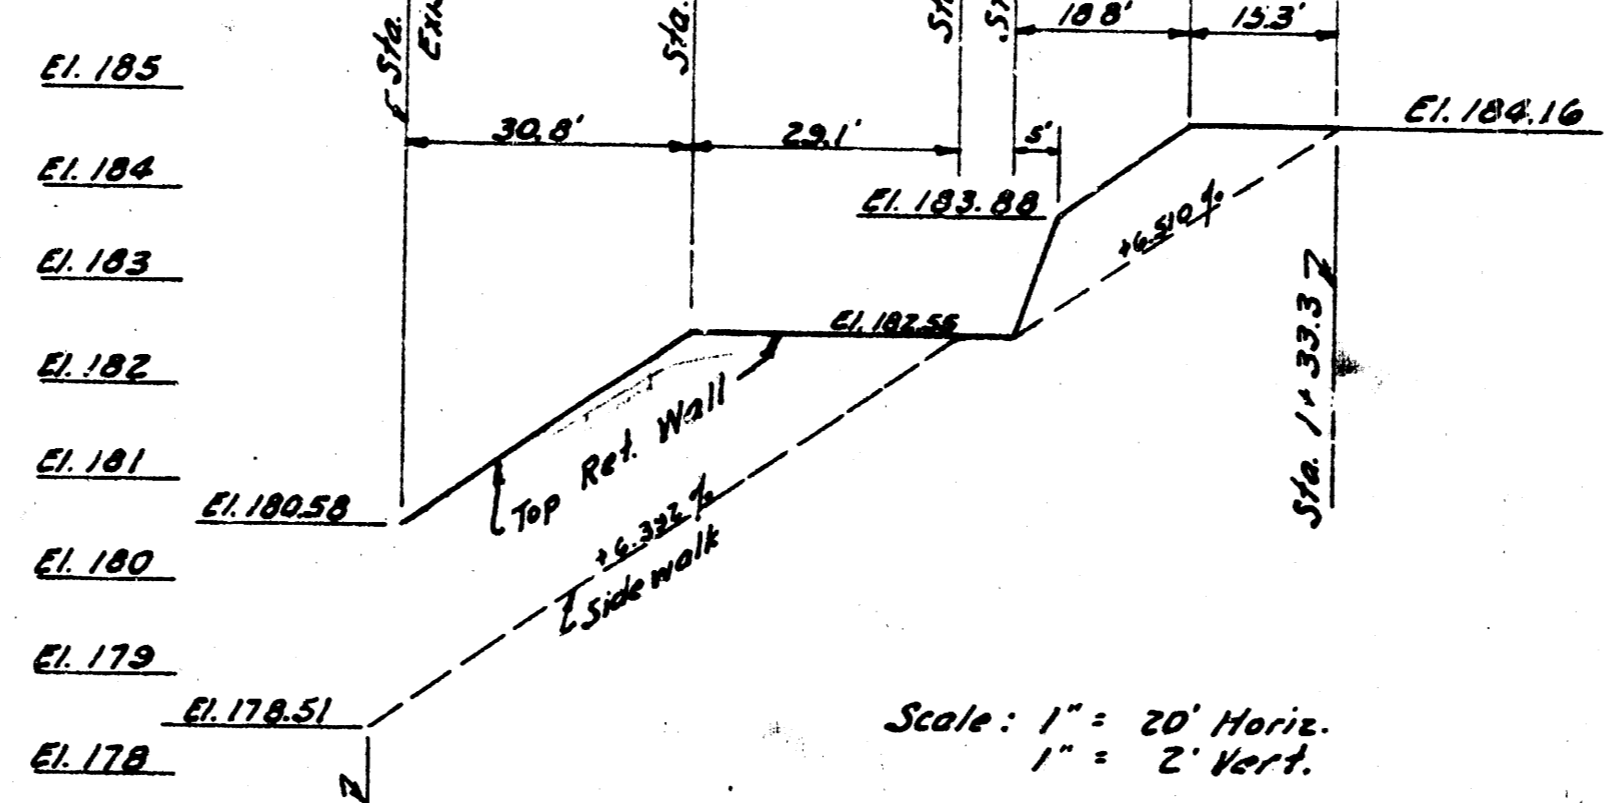 Sta.
Sta.
18.8'
15.3'
El. 185
30.8'
29.1'
5'
El. 184.16
El. 184
El. 183.88
+6.510%
El. 183
El. 182.56
Sta. 1+33.3
El. 182
Top Ret. Wall
El. 181
El. 180.58
Sidewalk
El. 180
El. 179
El. 178.51
Scale: 1" = 20' Horiz.
1" = 2' Vert.
El. 178